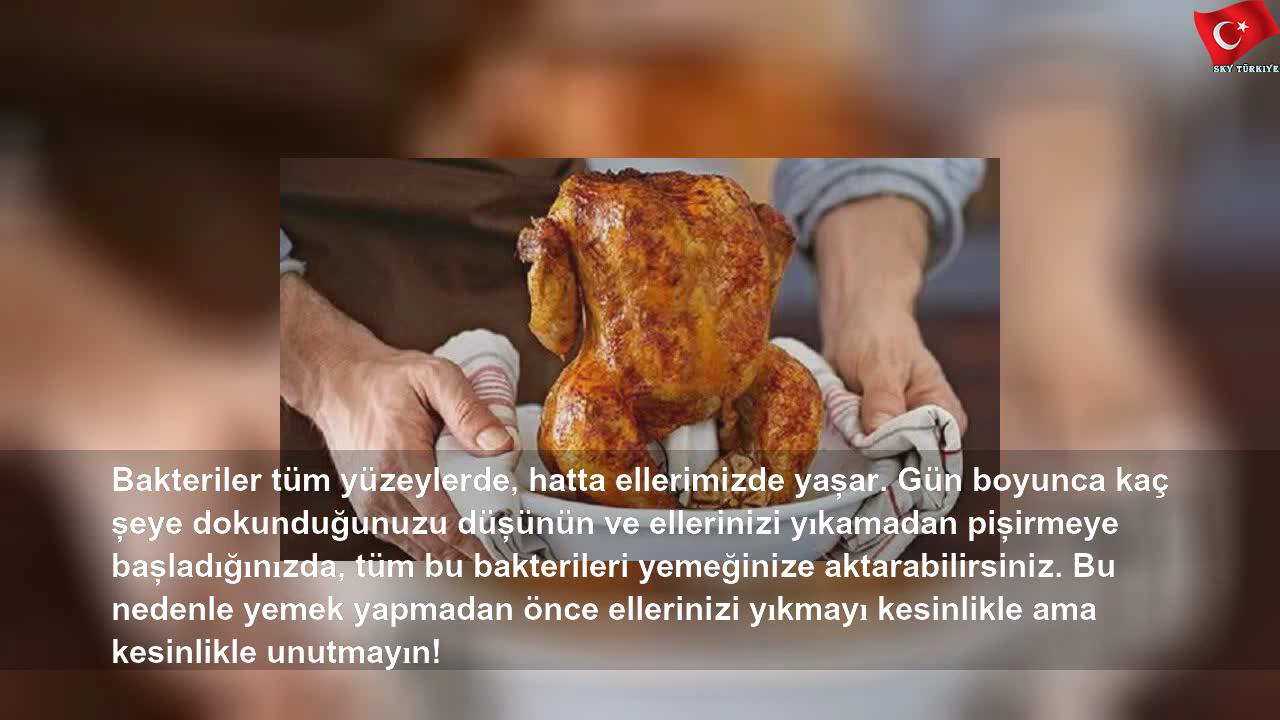 SKY TÜRKIYE
Bakteriler tüm yüzeylerde, hatta ellerimizde yaşar. Gün boyunca kaç
şeye dokunduğunuzu düşünün ve ellerinizi yıkamadan pişirmeye
başladığınızda, tüm bu bakterileri yemeğinize aktarabilirsiniz. Bu
nedenle yemek yapmadan önce ellerinizi yıkmayı kesinlikle ama
kesinlikle unutmayın!